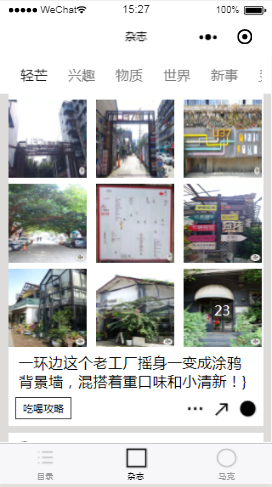 WeChat 15:27 100%
杂志
轻芒 兴趣 物质 世界 新事
23
一环边这个老工厂摇身一变成涂鸦
背景墙，混搭着重口味和小清新！}
吃喔攻略
目录 杂志 马克